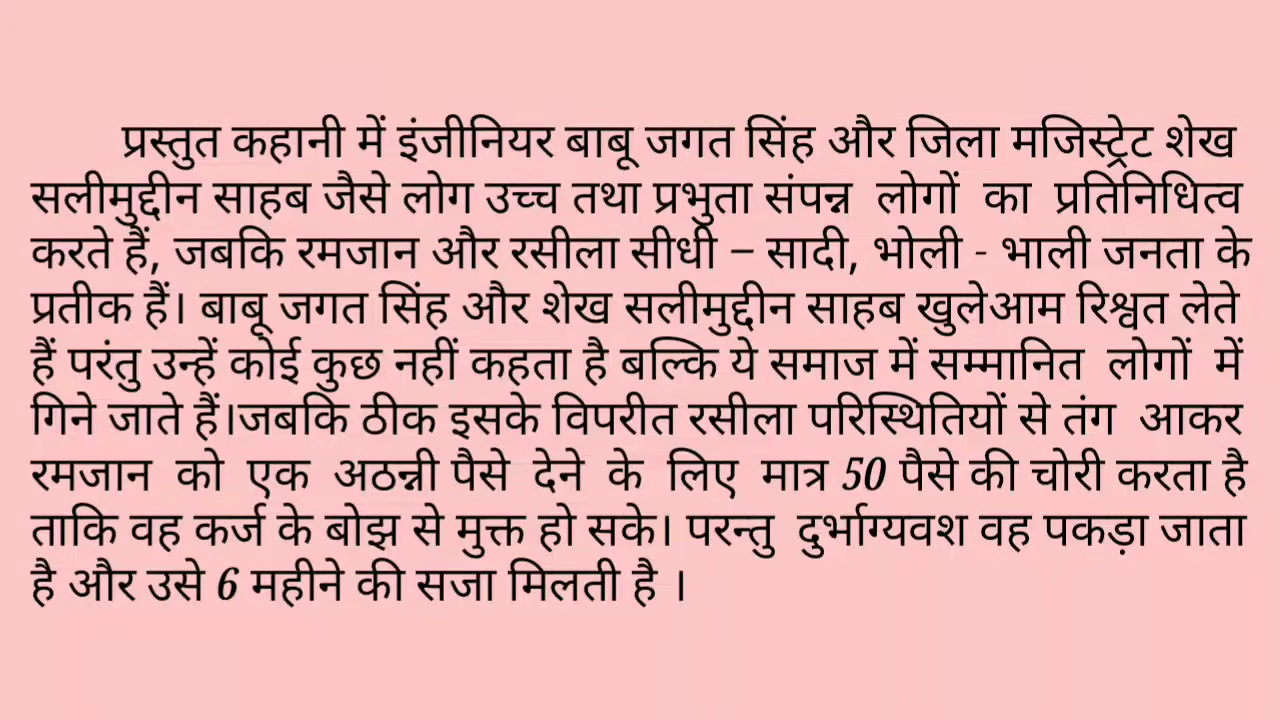 प्रस्तुत कहानी में इंजीनियर बाबू जगत सिंह और जिला मजिस्ट्रेट शेख
सलीमुद्दीन साहब जैसे लोग उच्च तथा प्रभुता संपन्न लोगों का प्रतिनिधित्व
करते हैं, जबकि रमजान और रसीला सीधी – सादी, भोली - भाली जनता के
प्रतीक हैं। बाबू जगत सिंह और शेख सलीमुद्दीन साहब खुलेआम रिश्वत लेते
हैं परंतु उन्हें कोई कुछ नहीं कहता है बल्कि ये समाज में सम्मानित लोगों में
गिने जाते हैं।जबकि ठीक इसके विपरीत रसीला परिस्थितियों से तंग आकर
रमजान को एक अठन्नी पैसे देने के लिए मात्र 50 पैसे की चोरी करता है
ताकि वह कर्ज के बोझ से मुक्त हो सके। परन्तु दुर्भाग्यवश वह पकड़ा जाता
है और उसे 6 महीने की सजा मिलती है ।